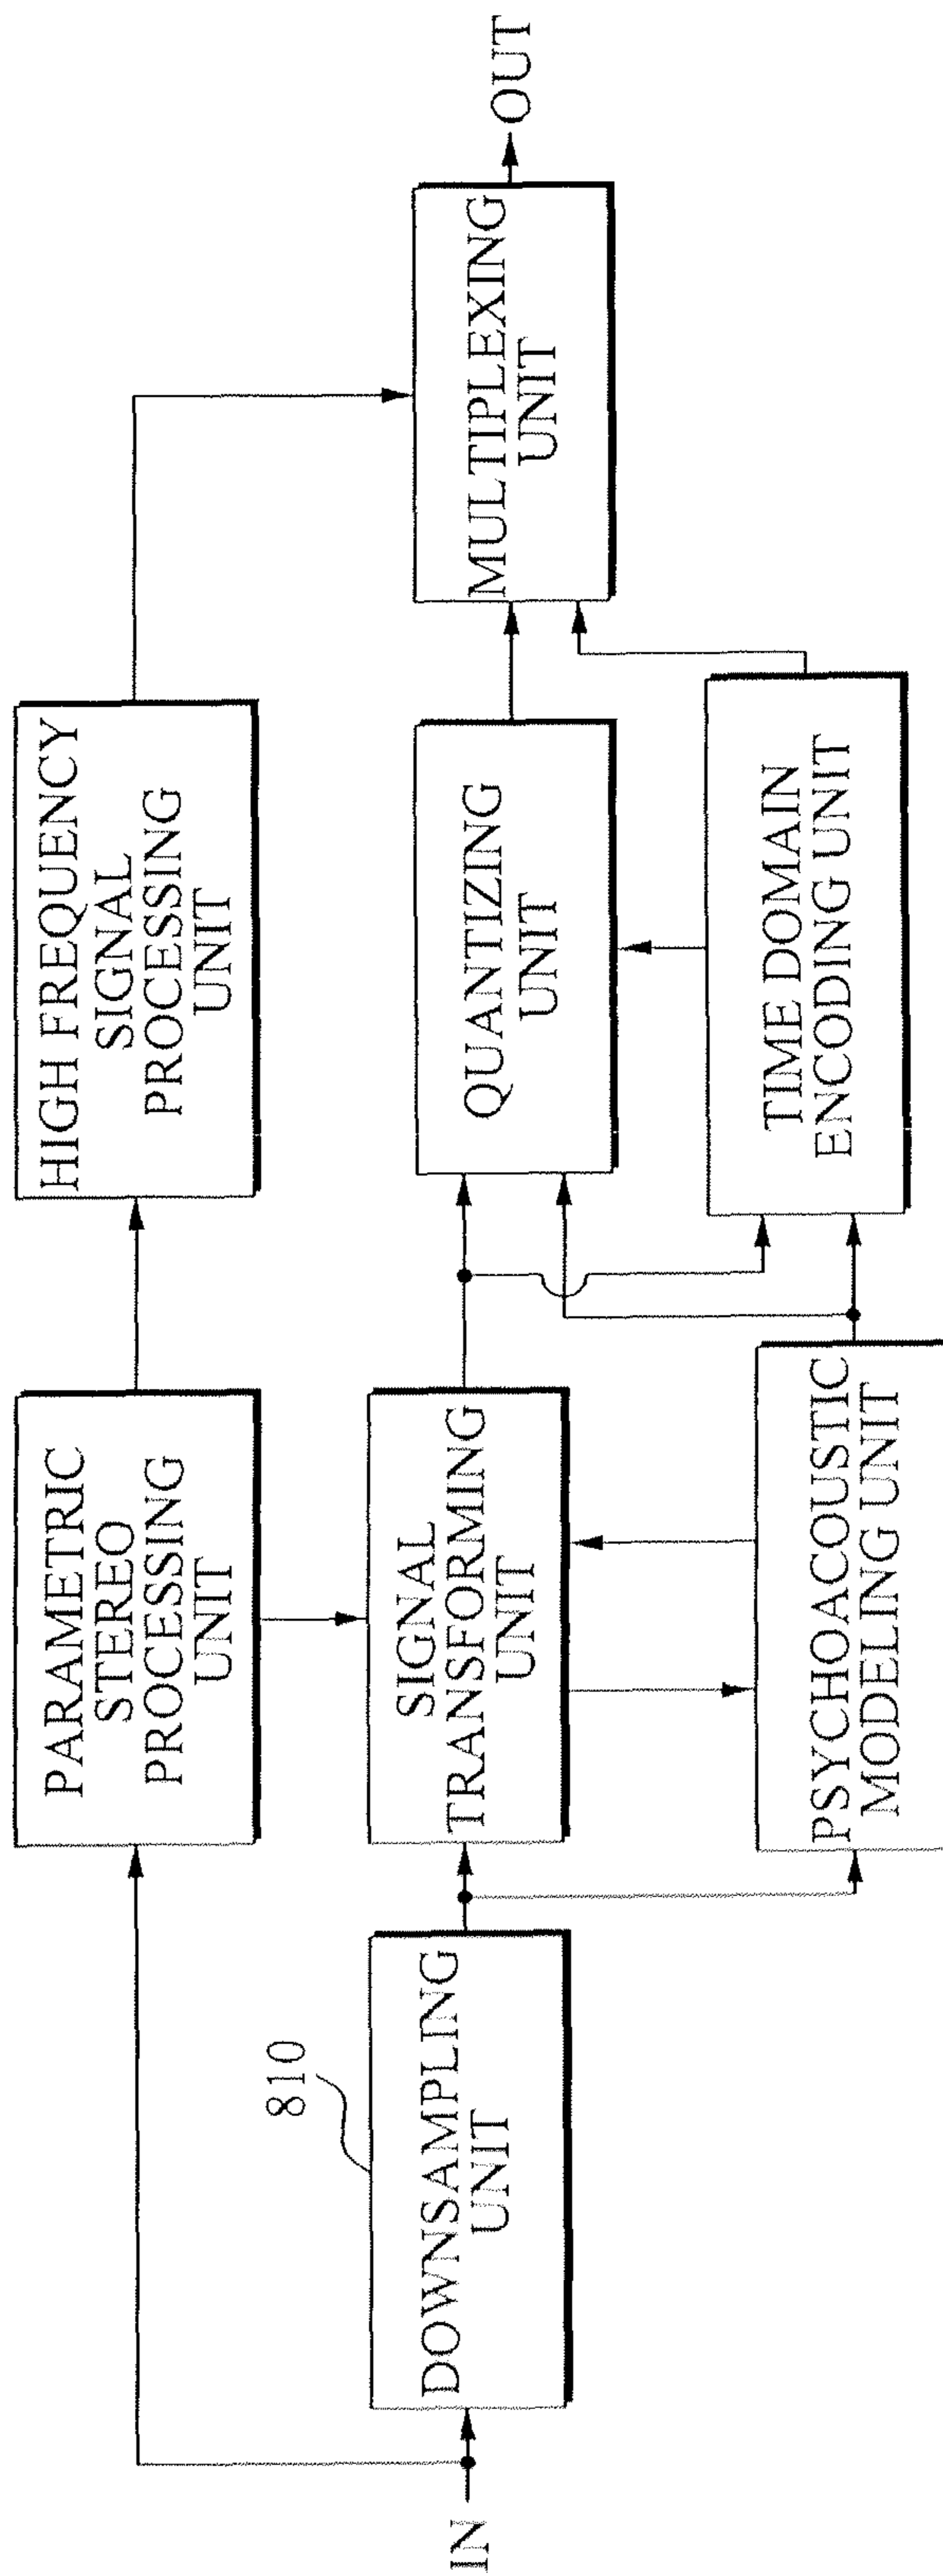 IN
810
DOWNSAMPLING
UNIT
PARAMETRIC
STEREO
PROCESSING
UNIT
SIGNAL
TRANSFORMING
UNIT
PSYCHOACOUSTIC
MODELING UNIT
HIGH FREQUENCY
SIGNAL
PROCESSING
UNIT
QUANTIZING
UNIT
TIME DOMAIN
ENCODING UNIT
MULTIPLEXING
UNIT
OUT